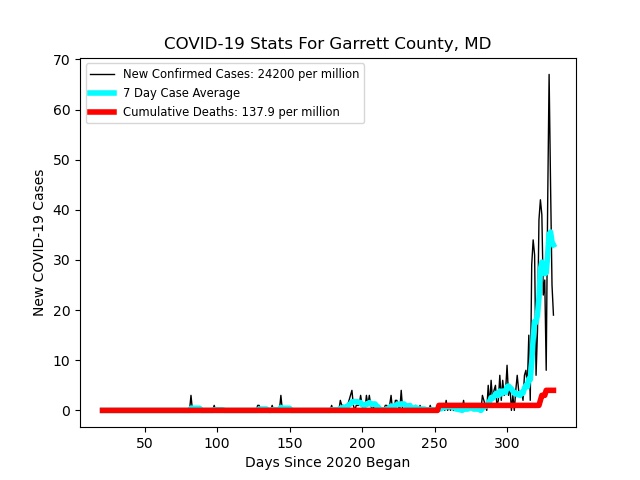 COVID-19 Stats For Garrett County, MD
New Confirmed Cases: 24200 per million
7 Day Case Average
Cumulative Deaths: 137.9 per million
New COVID-19 Cases
70
60
50
40
30
20
10
0
50 100 150 200 250 300
Days Since 2020 Began